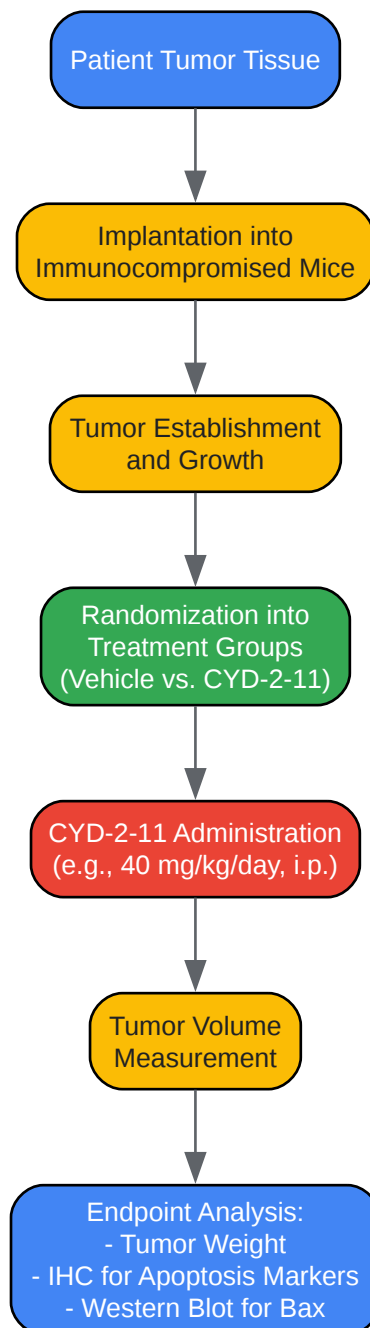 Patient Tumor Tissue
Implantation into
Immunocompromised Mice
Tumor Establishment
and Growth
Randomization into
Treatment Groups
(Vehicle vs. CYD-2-11)
CYD-2-11 Administration
(e.g., 40 mg/kg/day, i.p.)
Tumor Volume
Measurement
Endpoint Analysis:
- Tumor Weight
- IHC for Apoptosis Markers
- Western Blot for Bax